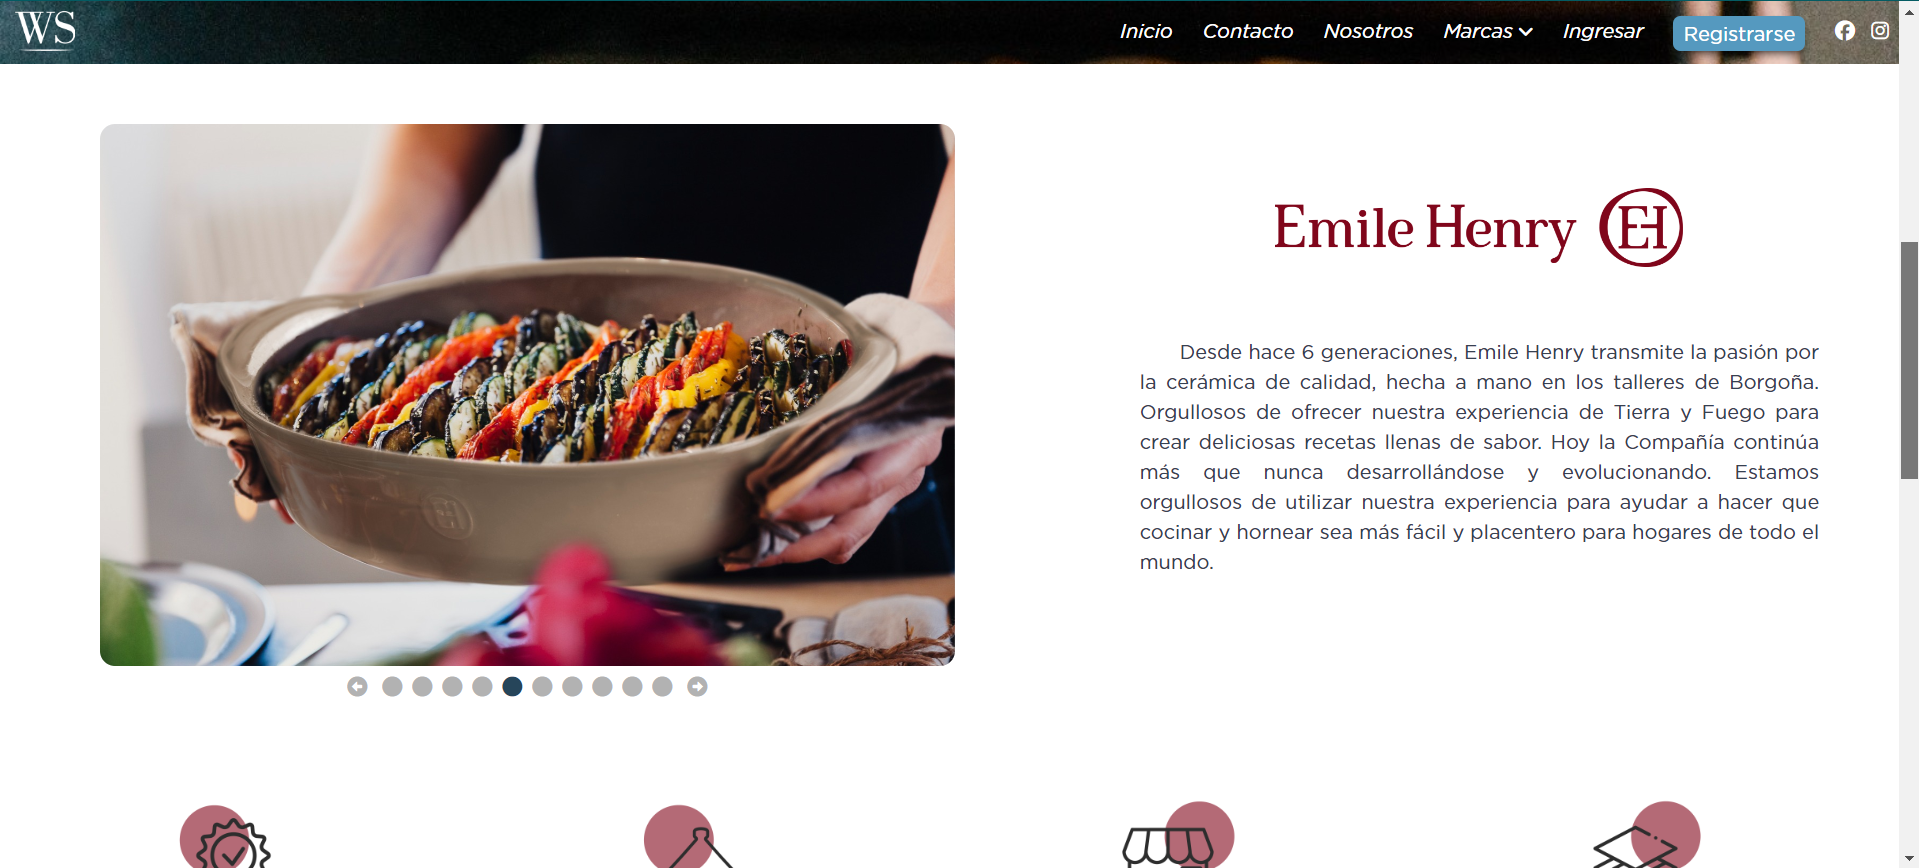 WS
Inicio Contacto Nosotros Marcas Ingresar Registrarse
Emile Henry EH
Desde hace 6 generaciones, Emile Henry transmite la pasión por
la cerámica de calidad, hecha a mano en los talleres de Borgoña.
Orgullosos de ofrecer nuestra experiencia de Tierra y Fuego para
crear deliciosas recetas llenas de sabor. Hoy la Compañía continúa
más que nunca desarrollándose y evolucionando. Estamos
orgullosos de utilizar nuestra experiencia para ayudar a hacer que
cocinar y hornear sea más fácil y placentero para hogares de todo el
mundo.
EH